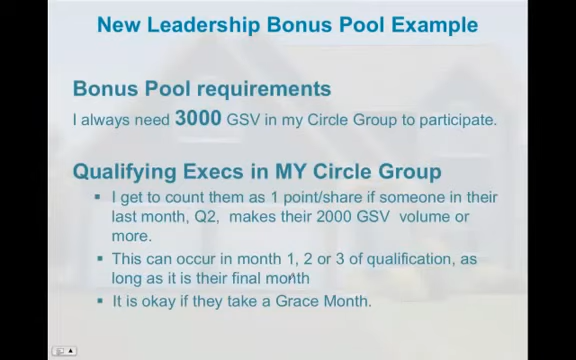 New Leadership Bonus Pool Example
Bonus Pool requirements
I always need 3000 GSV in my Circle Group to participate.
Qualifying Execs in MY Circle Group
▪ I get to count them as 1 point/share if someone in their
last month, Q2, makes their 2000 GSV volume or
more.
▪ This can occur in month 1, 2 or 3 of qualification, as
long as it is their final month
▪ It is okay if they take a Grace Month.